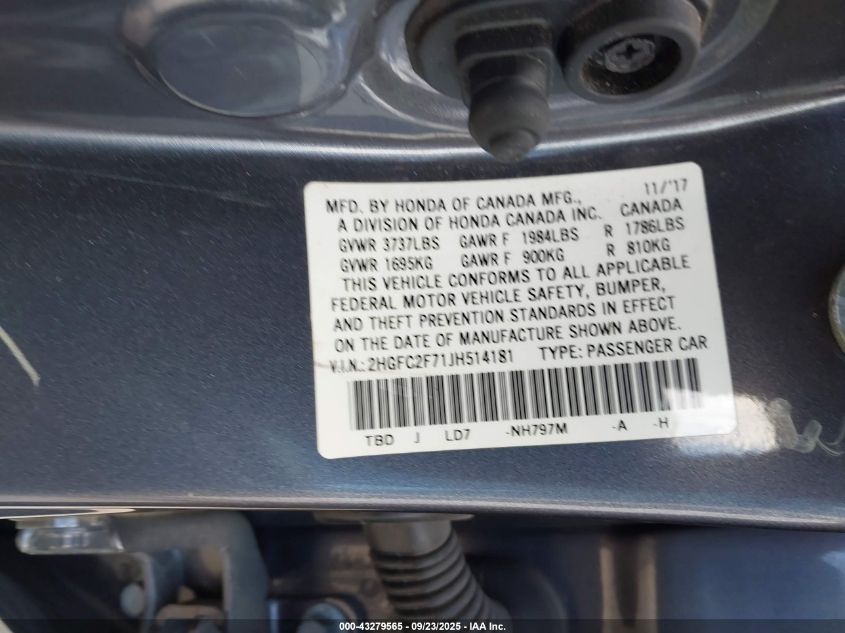 11/'17
MFD. BY HONDA OF CANADA MFG., CANADA
A DIVISION OF HONDA CANADA INC.
GVWR 3737LBS GAWR F 1984LBS R 1786LBS
GVWR 1695KG GAWR F 900KG R 810KG
THIS VEHICLE CONFORMS TO ALL APPLICABLE
FEDERAL MOTOR VEHICLE SAFETY, BUMPER,
AND THEFT PREVENTION STANDARDS IN EFFECT
ON THE DATE OF MANUFACTURE SHOWN ABOVE.
V.I.N.: 2HGFC2F71JH514181 TYPE: PASSENGER CAR
TBD J LD7 -NH797M -A -H
000-43279565 - 09/23/2025 - IAA Inc.